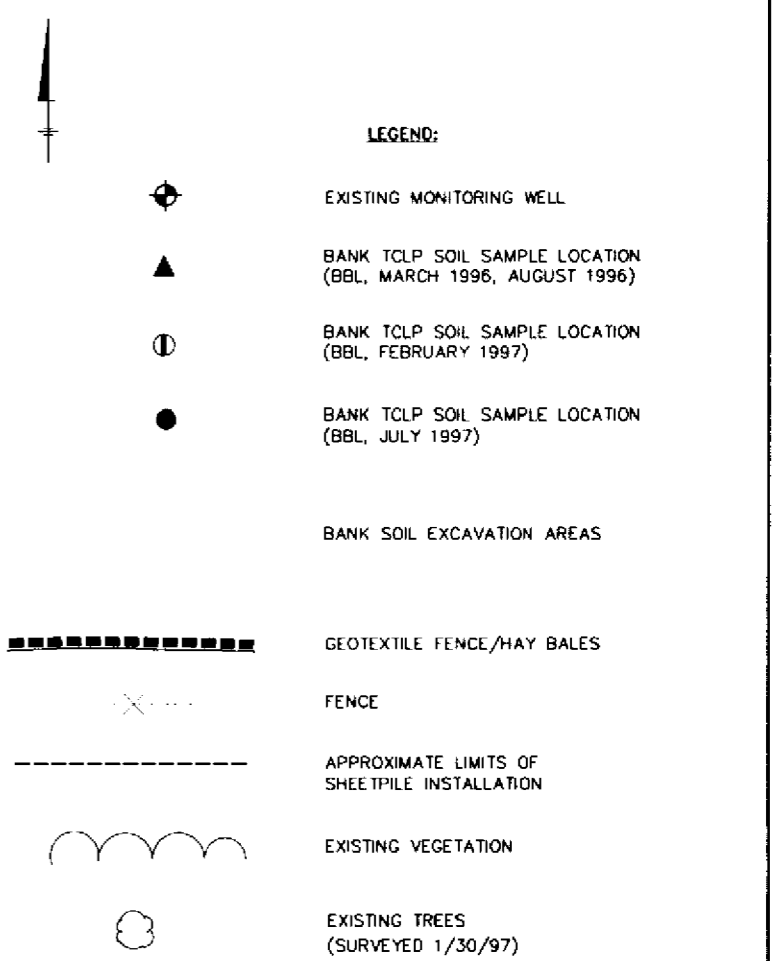 LEGEND:
EXISTING MONITORING WELL
BANK TCLP SOIL SAMPLE LOCATION
(BBL, MARCH 1996, AUGUST 1996)
BANK TCLP SOIL SAMPLE LOCATION
(BBL, FEBRUARY 1997)
BANK TCLP SOIL SAMPLE LOCATION
(BBL, JULY 1997)
BANK SOIL EXCAVATION AREAS
GEOTEXTILE FENCE/HAY BALES
FENCE
APPROXIMATE LIMITS OF
SHEETPILE INSTALLATION
EXISTING VEGETATION
EXISTING TREES
(SURVEYED 1/30/97)